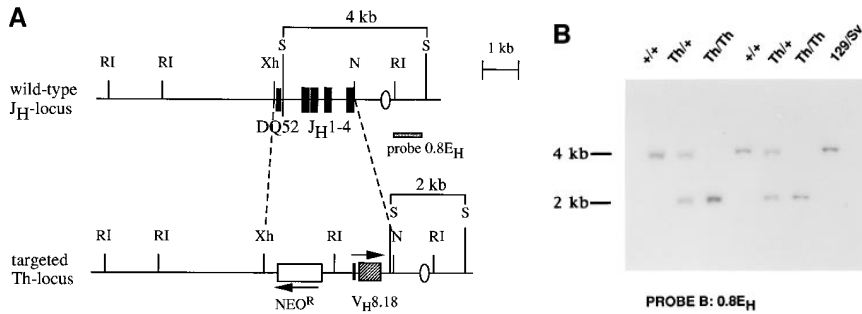 A
4 kb
S
S
1 kb
RI
RI
Xh
N
RI
wild-type
JH-locus
DQ52
JH1-4
probe 0.8EH
2 kb
S
S
RI
RI
Xh
RI
N
RI
targeted
Th-locus
NEOR
VH8.18
B
+/+
Th/+
Th/Th
+/+
Th/+
Th/Th
129/Sv
4 kb
2 kb
PROBE B: 0.8EH